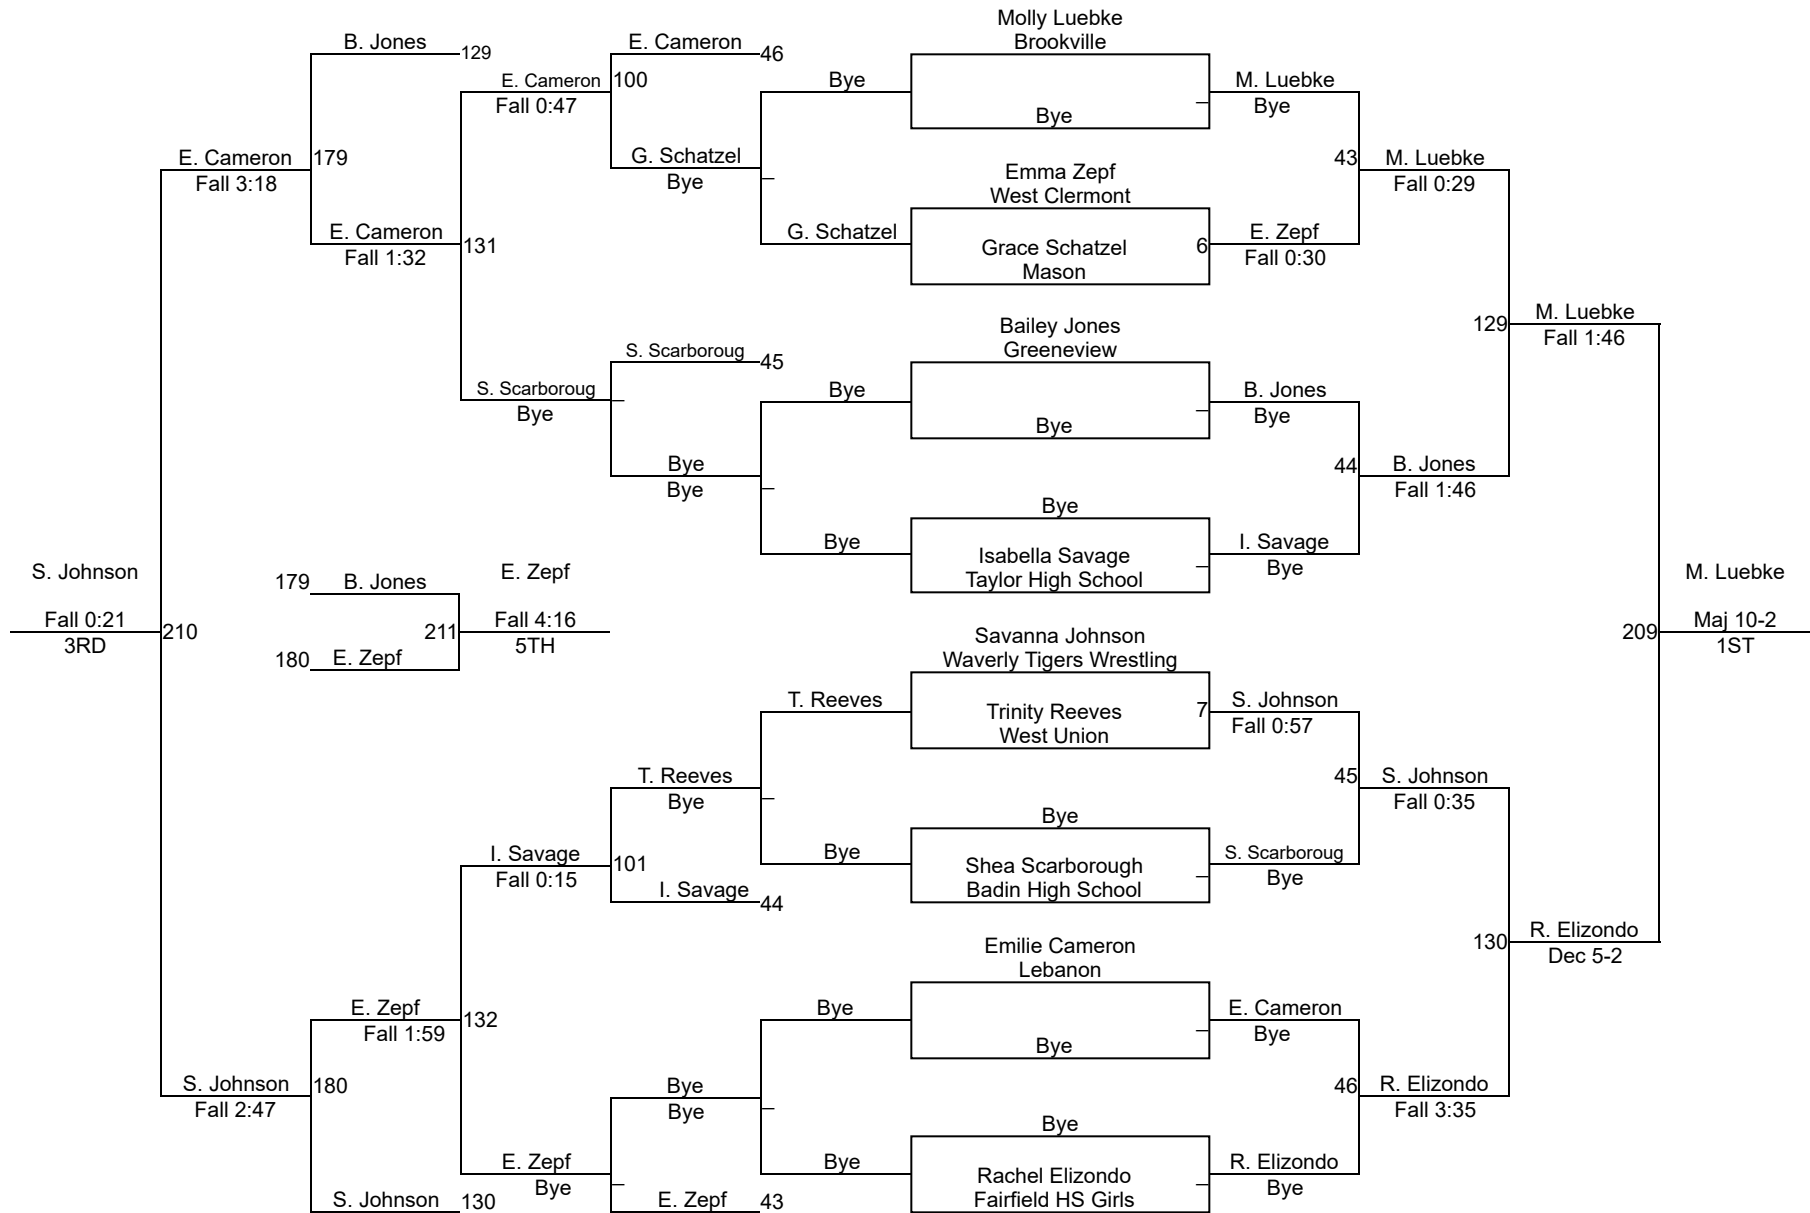 Molly Luebke
Brookville
B. Jones
129
E. Cameron
46
E. Cameron
100
Fall 0:47
Bye
M. Luebke
Bye
Bye
G. Schatzel
Bye
E. Cameron
179
Fall 3:18
43
M. Luebke
Fall 0:29
Emma Zepf
West Clermont
E. Cameron
131
Fall 1:32
G. Schatzel
Grace Schatzel
Mason
6
E. Zepf
Fall 0:30
Bailey Jones
Greeneview
129
M. Luebke
Fall 1:46
S. Scarboroug
45
S. Scarboroug
Bye
Bye
B. Jones
Bye
Bye
Bye
Bye
44
B. Jones
Fall 1:46
Bye
Bye
Isabella Savage
Taylor High School
I. Savage
Bye
S. Johnson
Fall 0:21
3RD
210
179
B. Jones
180
E. Zepf
211
E. Zepf
Fall 4:16
5TH
M. Luebke
209
Maj 10-2
1ST
Savanna Johnson
Waverly Tigers Wrestling
T. Reeves
Trinity Reeves
West Union
7
S. Johnson
Fall 0:57
T. Reeves
Bye
45
S. Johnson
Fall 0:35
Bye
Bye
Shea Scarborough
Badin High School
S. Scarboroug
Bye
I. Savage
101
Fall 0:15
I. Savage
44
Emilie Cameron
Lebanon
130
R. Elizondo
Dec 5-2
E. Zepf
132
Fall 1:59
Bye
Bye
E. Cameron
Bye
S. Johnson
180
Fall 2:47
Bye
Bye
46
R. Elizondo
Fall 3:35
Bye
E. Zepf
Bye
Bye
Rachel Elizondo
Fairfield HS Girls
R. Elizondo
Bye
S. Johnson
130
E. Zepf
43